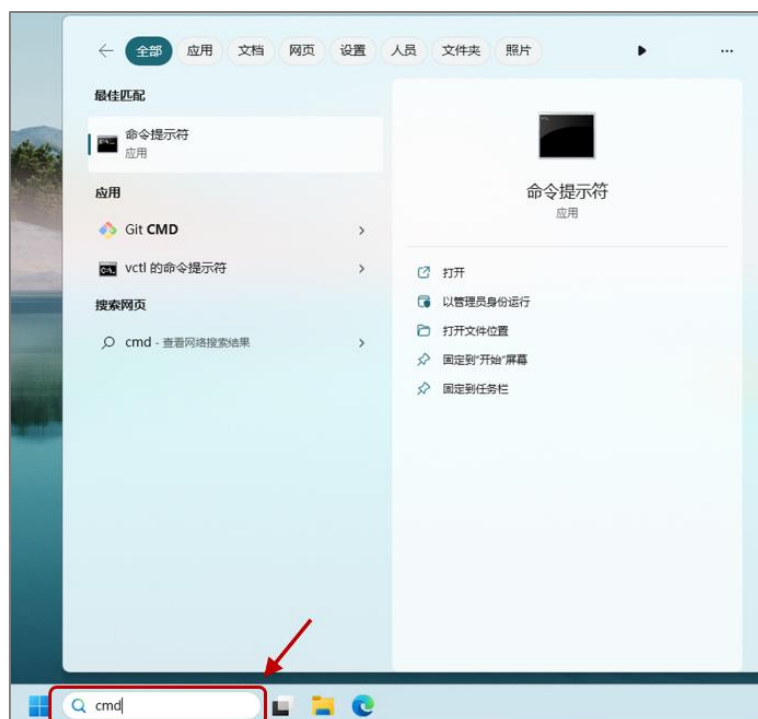 全部 应用 文档 网页 设置 人员 文件夹 照片
最佳匹配
命令提示符
应用
应用
Git CMD
vctl 的命令提示符
搜索网页
cmd - 查看网络搜索结果
命令提示符
应用
打开
以管理员身份运行
打开文件位置
固定到"开始"屏幕
固定到任务栏
cmd